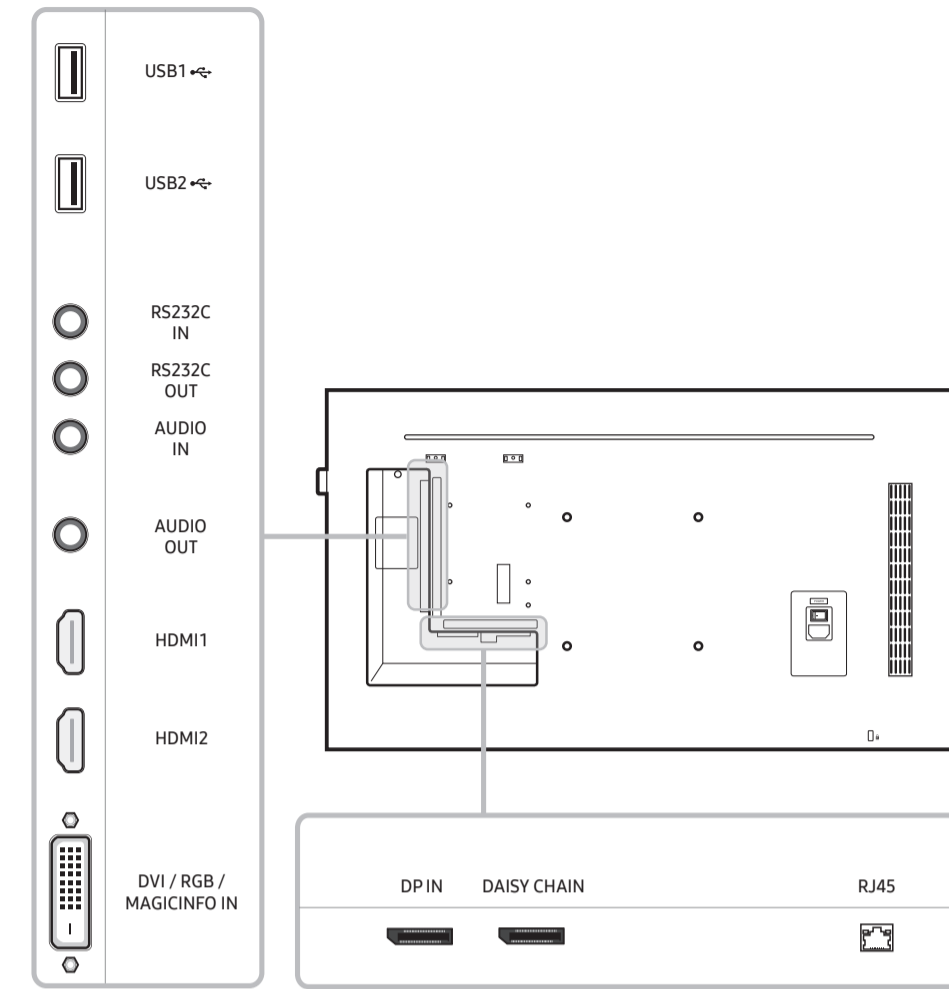 USB1
USB2
RS232C
IN
RS232C
OUT
AUDIO
IN
AUDIO
OUT
HDMI1
HDMI2
DVI / RGB /
MAGICINFO IN
DP IN DAISY CHAIN RJ45